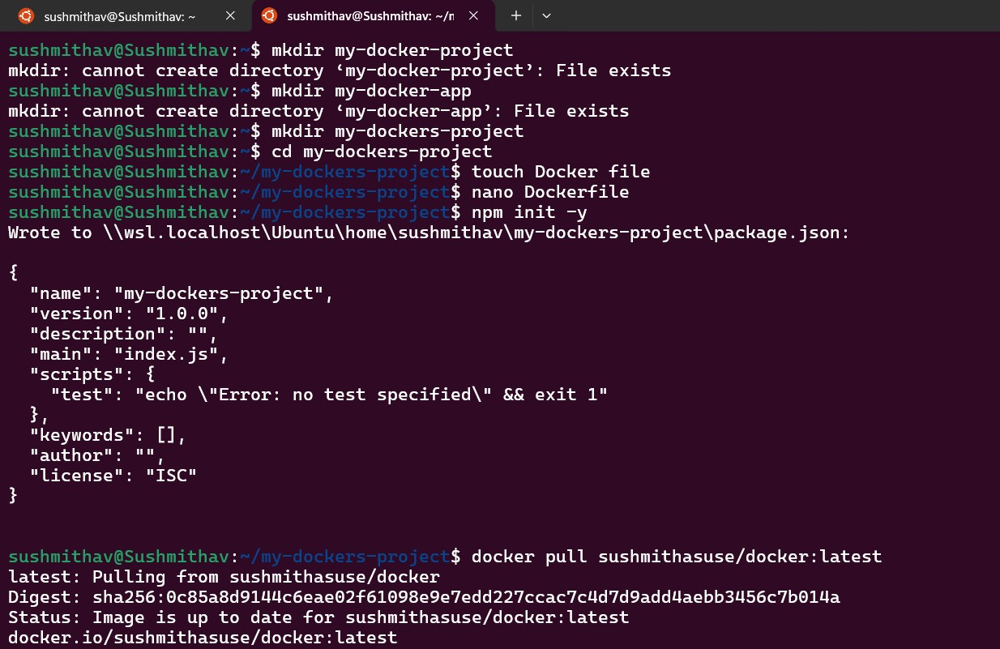 sushmithav@Sushmithav: ~
sushmithav@Sushmithav: ~/n
sushmithav@Sushmithav:~$ mkdir my-docker-project
mkdir: cannot create directory ‘my-docker-project’: File exists
sushmithav@Sushmithav:~$ mkdir my-docker-app
mkdir: cannot create directory ‘my-docker-app’: File exists
sushmithav@Sushmithav:~$ mkdir my-dockers-project
sushmithav@Sushmithav:~$ cd my-dockers-project
sushmithav@Sushmithav:~/my-dockers-project$ touch Docker file
sushmithav@Sushmithav:~/my-dockers-project$ nano Dockerfile
sushmithav@Sushmithav:~/my-dockers-project$ npm init -y
Wrote to \\wsl.localhost\Ubuntu\home\sushmithav\my-dockers-project\package.json:
{
  "name": "my-dockers-project",
  "version": "1.0.0",
  "description": "",
  "main": "index.js",
  "scripts": {
    "test": "echo \"Error: no test specified\" && exit 1"
  },
  "keywords": [],
  "author": "",
  "license": "ISC"
}
sushmithav@Sushmithav:~/my-dockers-project$ docker pull sushmithasuse/docker:latest
latest: Pulling from sushmithasuse/docker
Digest: sha256:0c85a8d9144c6eae02f61098e9e7edd227ccac7c4d7d9add4aebb3456c7b014a
Status: Image is up to date for sushmithasuse/docker:latest
docker.io/sushmithasuse/docker:latest